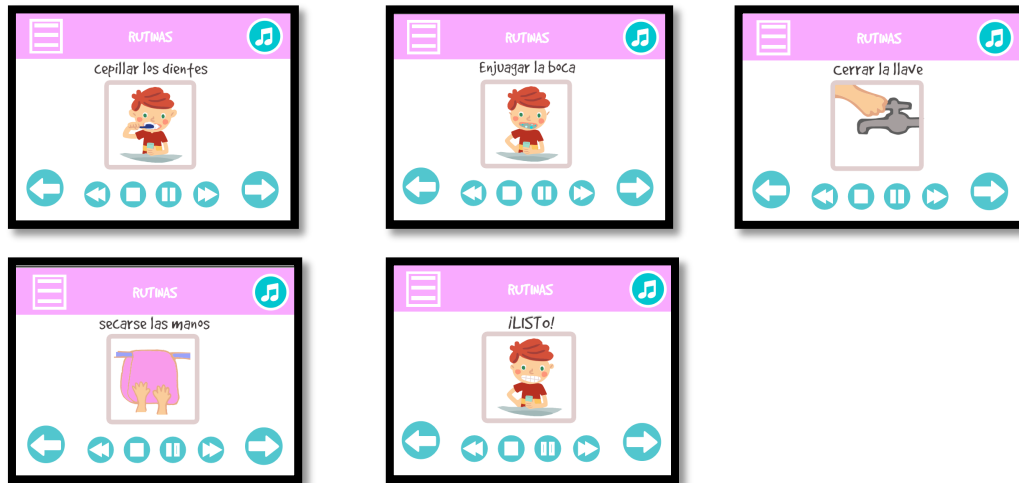 RUTINAS
Cepillar los dientes
RUTINAS
Enjuagar la boca
RUTINAS
Cerrar la llave
RUTINAS
secarse las manos
RUTINAS
¡LISTo!